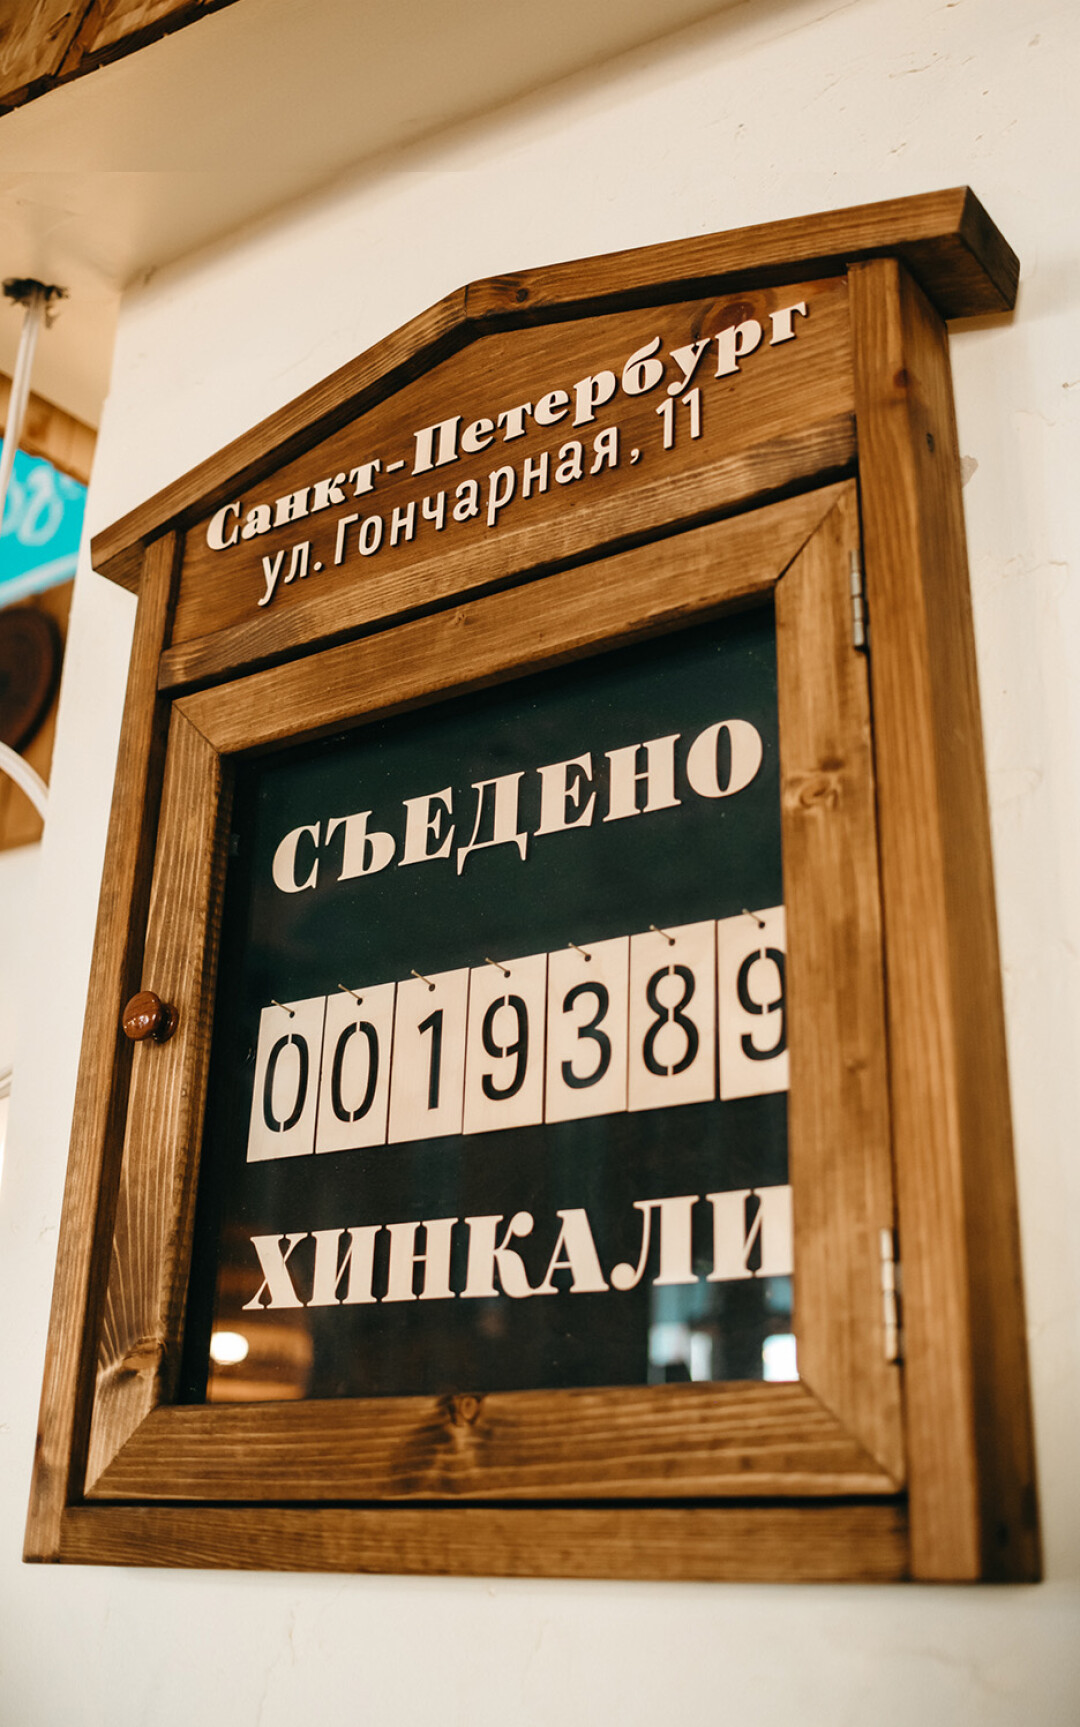 Санкт-Петербург
ул. Гончарная, 11
СЪЕДЕНО
0019389
ХИНКАЛИ